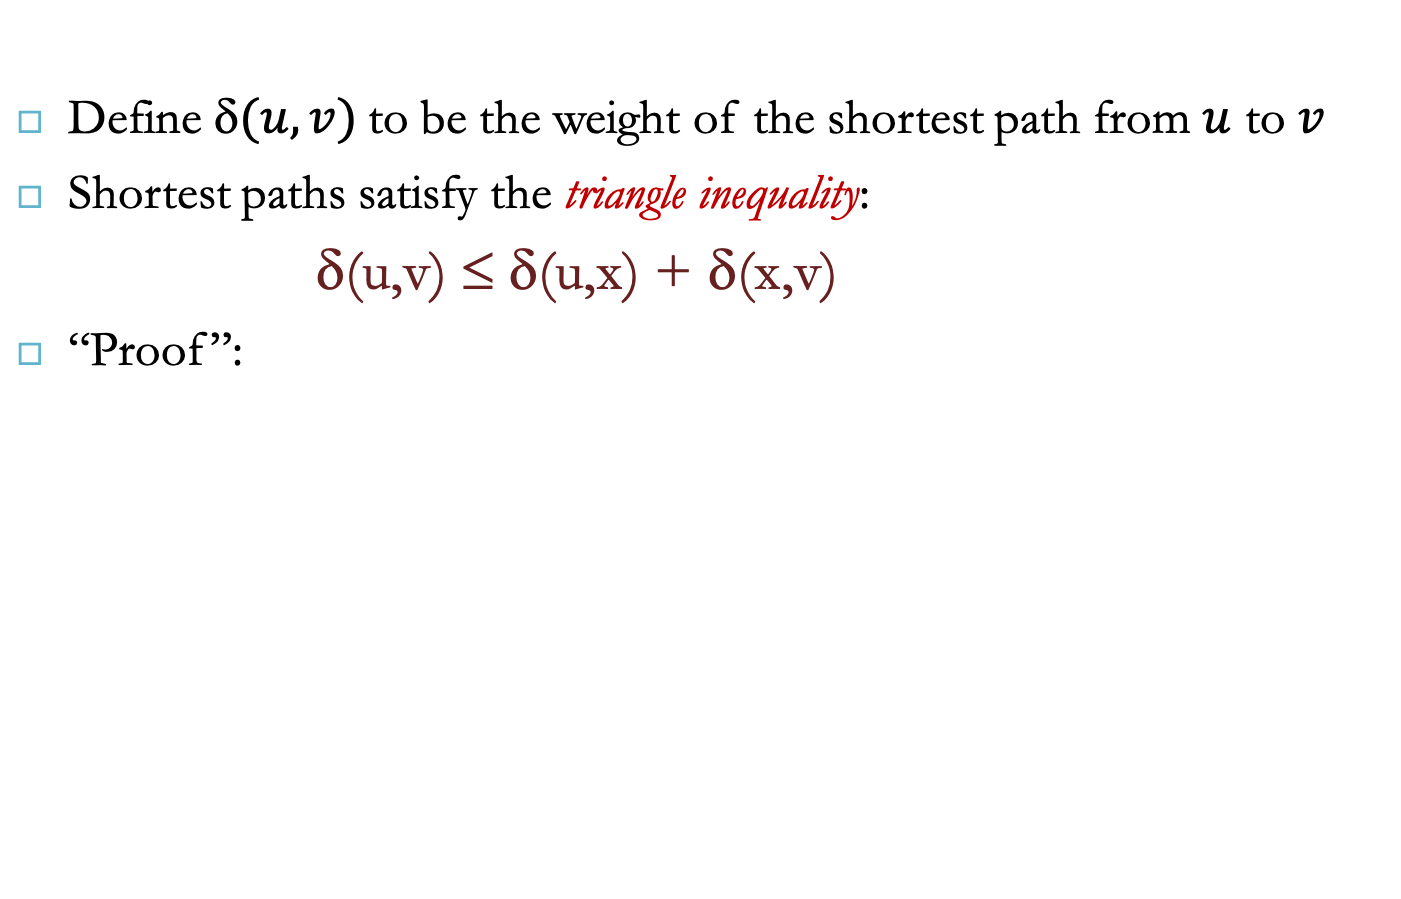 Define δ(u, v) to be the weight of the shortest path from u to v
Shortest paths satisfy the triangle inequality:
δ(u,v) ≤ δ(u,x) + δ(x,v)
“Proof”: